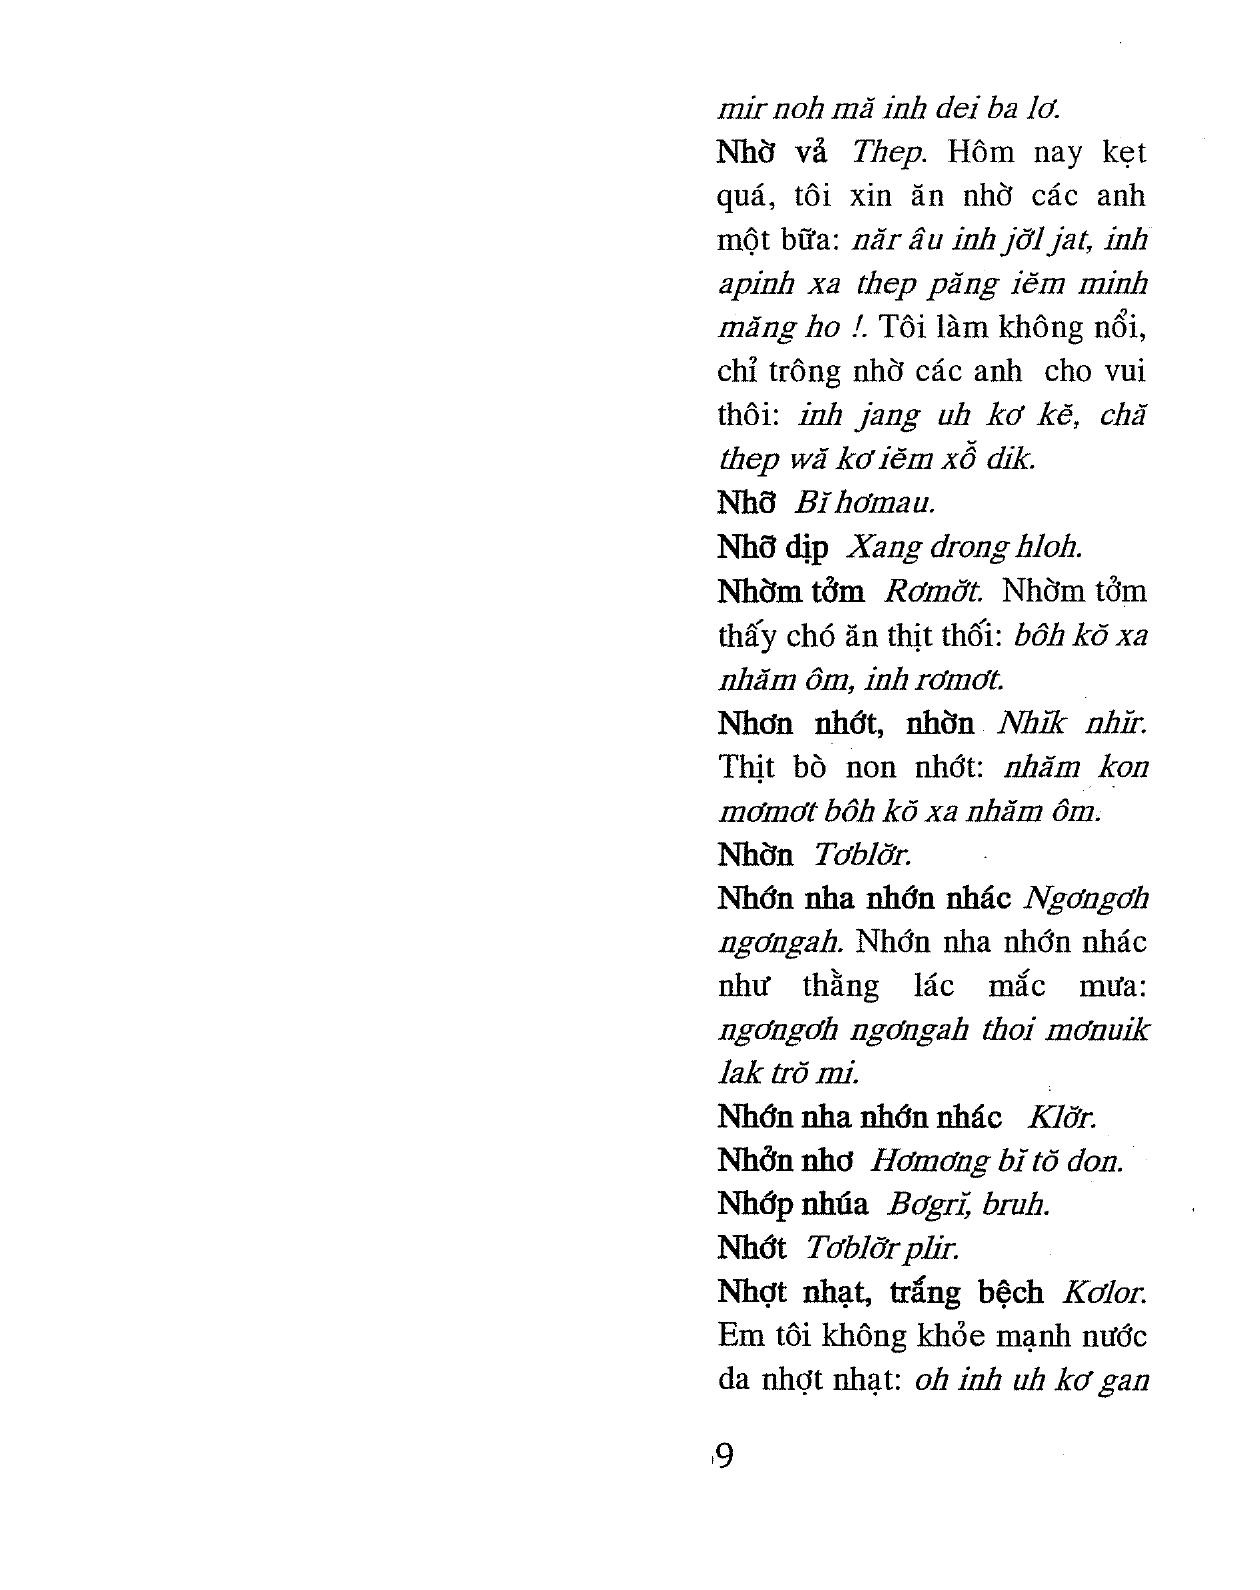 mir noh mă inh dei ba lơ.
Nhờ vả Thep. Hôm nay kẹt
quá, tôi xin ăn nhờ các anh
một bữa: năr âu inh jơ̆l jat, inh
apinh xa thep păng iĕm minh
măng ho !. Tôi làm không nổi,
chỉ trông nhờ các anh cho vui
thôi: inh jang uh kơ kĕ, chă
thep wă kơ iĕm xô̆ dik.
Nhỡ Bĭ hơmau.
Nhỡ dịp Xang drong hloh.
Nhờm tởm Rơmơ̆t. Nhờm tởm
thấy chó ăn thịt thối: bôh kŏ xa
nhăm ôm, inh rơmơt.
Nhơn nhớt, nhờn Nhĭk nhĭr.
Thịt bò non nhớt: nhăm kon
mơmơt bôh kŏ xa nhăm ôm.
Nhờn Tơblơ̆r.
Nhớn nha nhớn nhác Ngơngơh
ngơngah. Nhớn nha nhớn nhác
như thằng lác mắc mưa:
ngơngơh ngơngah thoi mơnuik
lak trŏ mi.
Nhớn nha nhớn nhác Klơ̆r.
Nhởn nhơ Hơmơng bĭ tŏ don.
Nhớp nhúa Bơgrĭ, bruh.
Nhớt Tơblơ̆r plir.
Nhợt nhạt, trắng bệch Kơlor.
Em tôi không khỏe mạnh nước
da nhợt nhạt: oh inh uh kơ gan
9